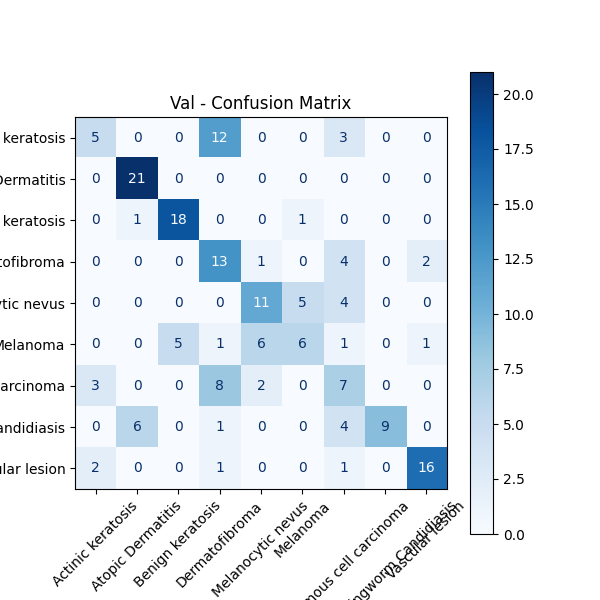 Val - Confusion Matrix
keratosis 5 0 0 12 0 0 3 0 0
Dermatitis 0 21 0 0 0 0 0 0 0
keratosis 0 1 18 0 0 1 0 0 0
tofibroma 0 0 0 13 1 0 4 0 2
ytic nevus 0 0 0 0 11 5 4 0 0
Melanoma 0 0 5 1 6 6 1 0 1
arcinoma 3 0 0 8 2 0 7 0 0
andidiasis 0 6 0 1 0 0 4 9 0
ular lesion 2 0 0 1 0 0 1 0 16
Actinic keratosis
Atopic Dermatitis
Benign keratosis
Dermatofibroma
Melanocytic nevus
Melanoma
mous cell carcinoma
ngworm Candidiasis
Vascular lesion
20.0
17.5
15.0
12.5
10.0
7.5
5.0
2.5
0.0